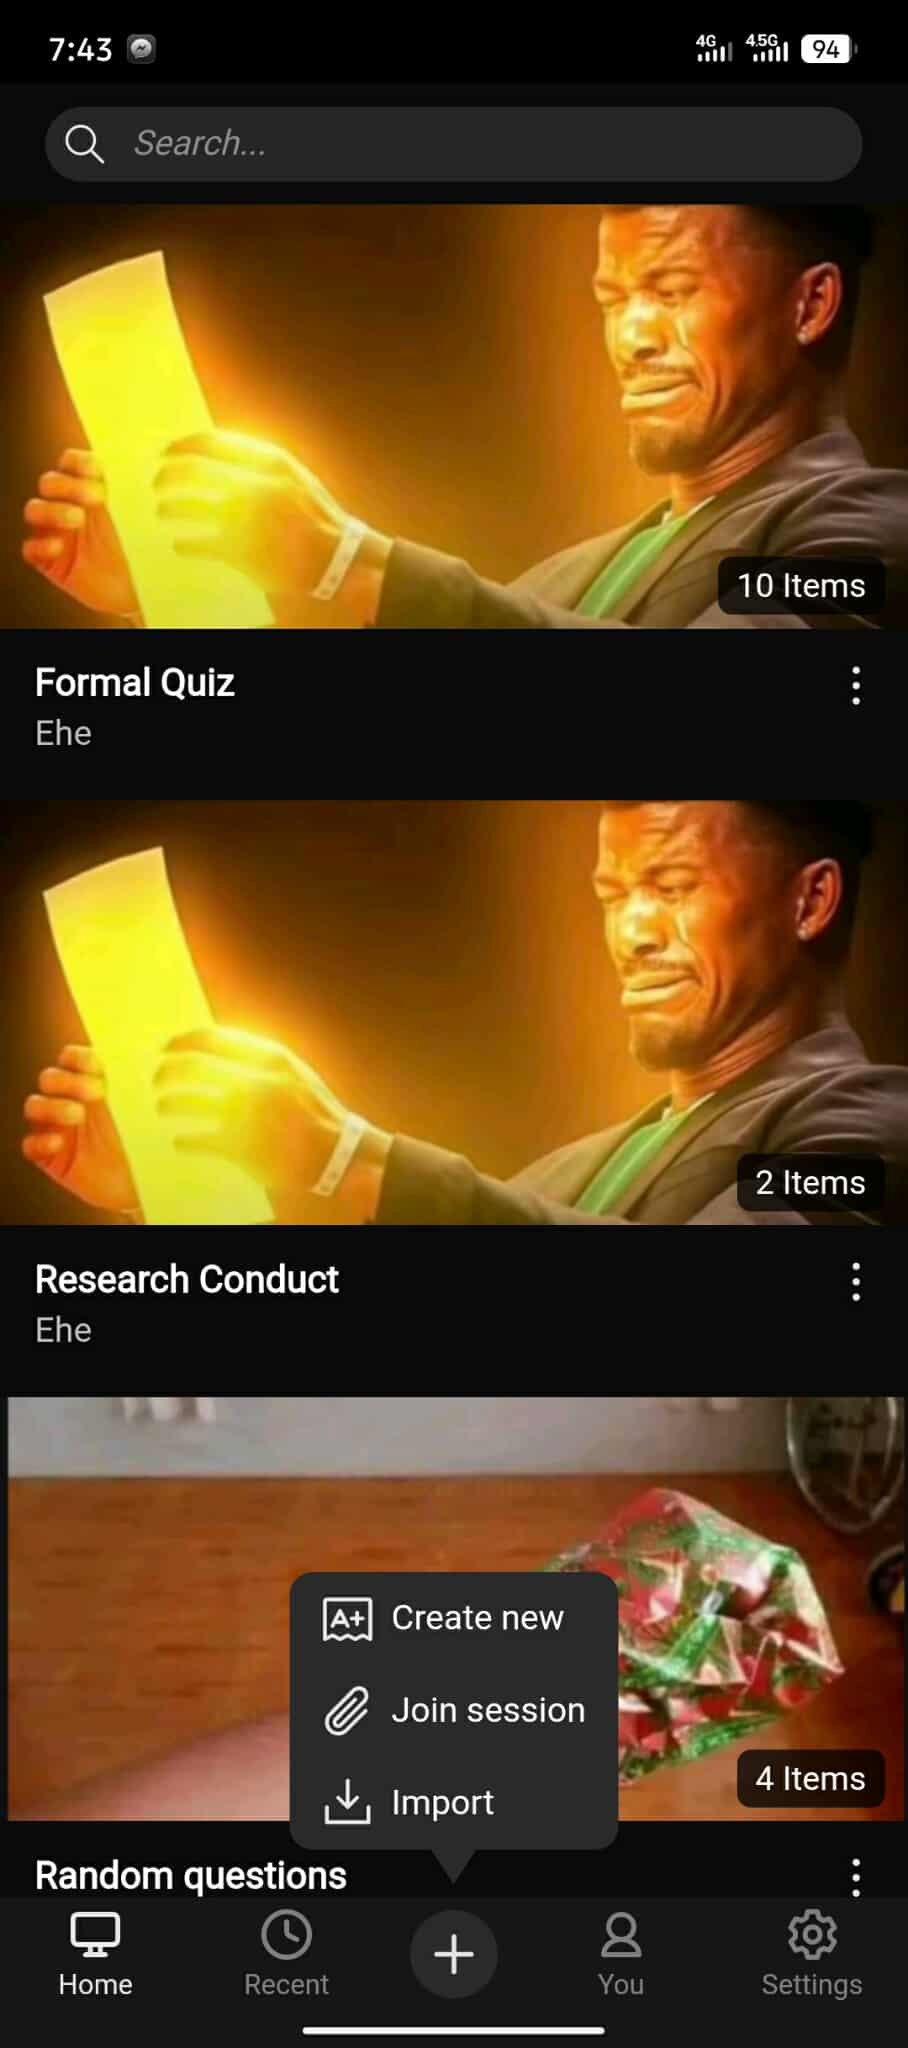 7:43
4G 4.5G 94
Search...
10 Items
Formal Quiz
Ehe
2 Items
Research Conduct
Ehe
Create new
Join session
4 Items
Import
Random questions
Home Recent You Settings